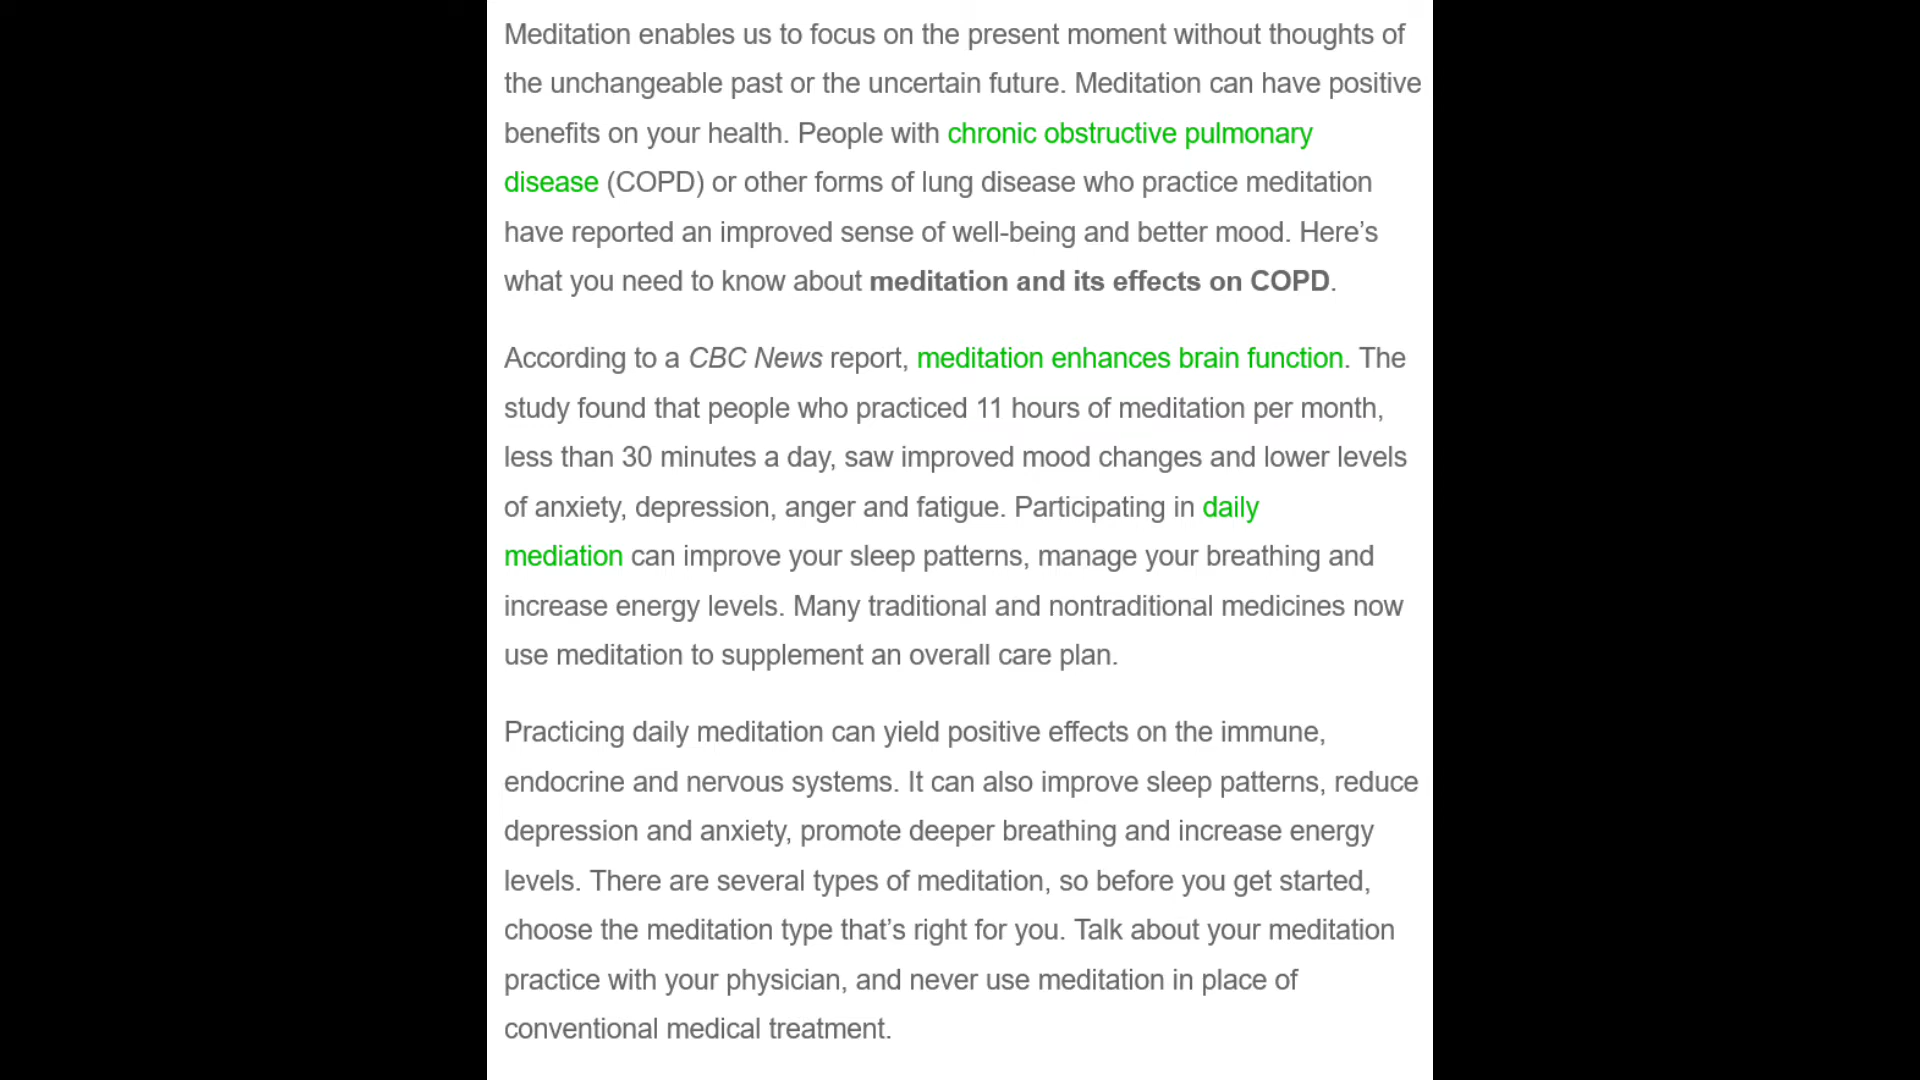 Meditation enables us to focus on the present moment without thoughts of
the unchangeable past or the uncertain future. Meditation can have positive
benefits on your health. People with chronic obstructive pulmonary
disease (COPD) or other forms of lung disease who practice meditation
have reported an improved sense of well-being and better mood. Here’s
what you need to know about meditation and its effects on COPD.
According to a CBC News report, meditation enhances brain function. The
study found that people who practiced 11 hours of meditation per month,
less than 30 minutes a day, saw improved mood changes and lower levels
of anxiety, depression, anger and fatigue. Participating in daily
mediation can improve your sleep patterns, manage your breathing and
increase energy levels. Many traditional and nontraditional medicines now
use meditation to supplement an overall care plan.
Practicing daily meditation can yield positive effects on the immune,
endocrine and nervous systems. It can also improve sleep patterns, reduce
depression and anxiety, promote deeper breathing and increase energy
levels. There are several types of meditation, so before you get started,
choose the meditation type that’s right for you. Talk about your meditation
practice with your physician, and never use meditation in place of
conventional medical treatment.